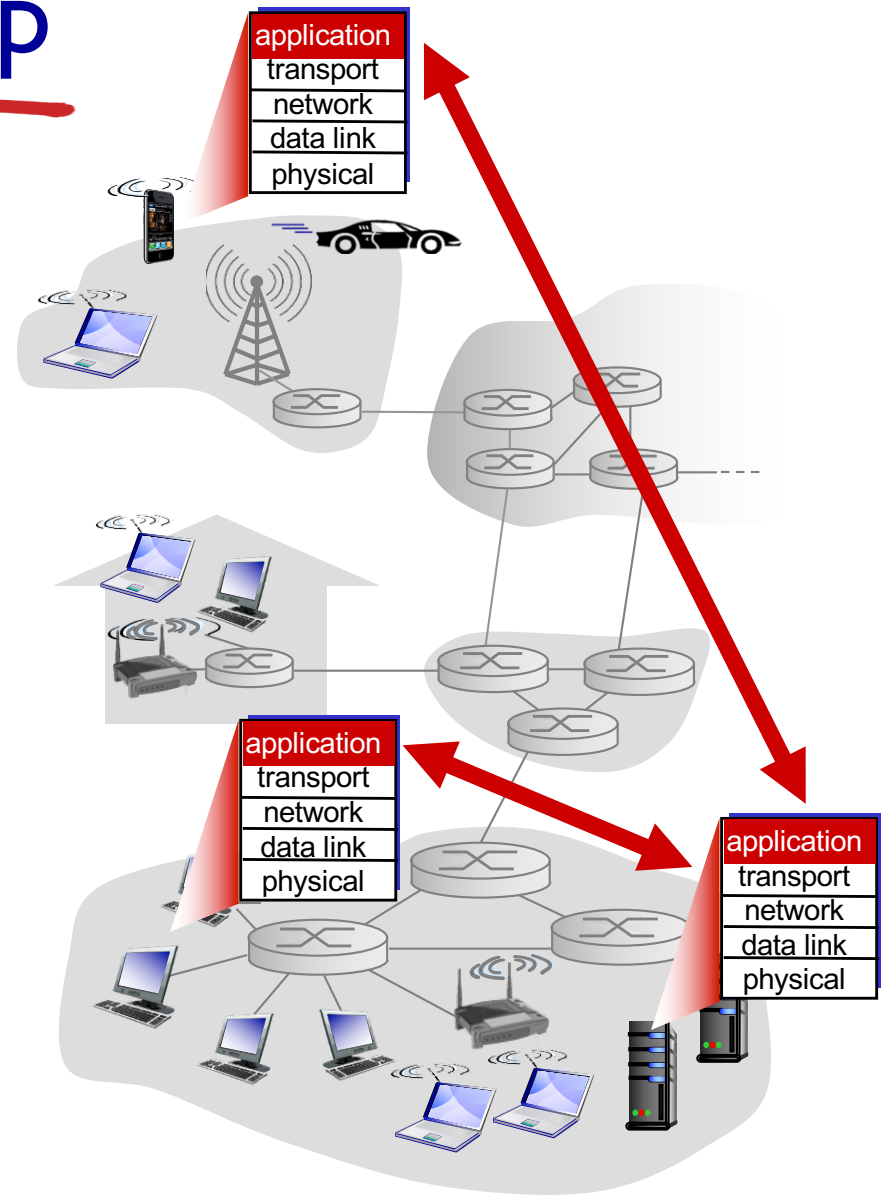 p
application
transport
network
data link
physical
application
transport
network
data link
physical
application
transport
network
data link
physical